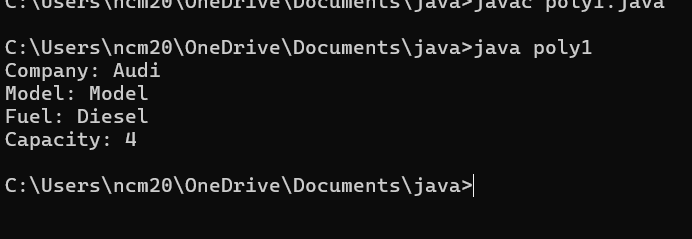 C:\Users\ncm20\OneDrive\Documents\java>javac poly1.java
C:\Users\ncm20\OneDrive\Documents\java>java poly1
Company: Audi
Model: Model
Fuel: Diesel
Capacity: 4
C:\Users\ncm20\OneDrive\Documents\java>